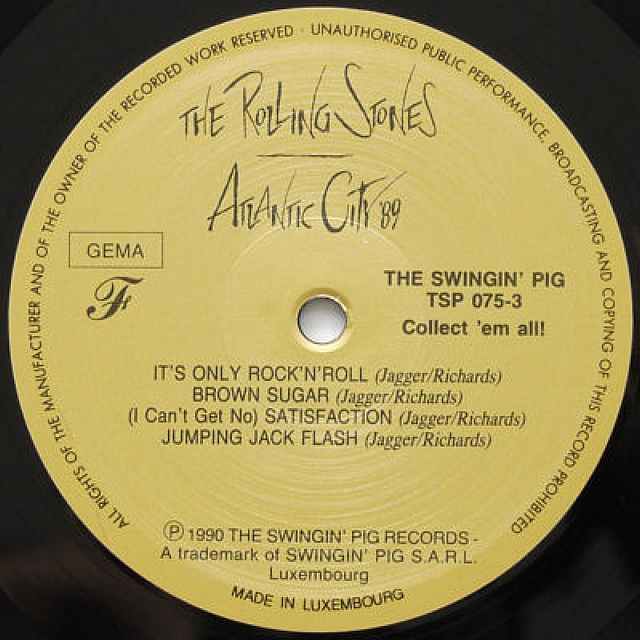 ALL RIGHTS OF THE MANUFACTURER AND OF THE OWNER OF THE RECORDED WORK RESERVED · UNAUTHORISED PUBLIC PERFORMANCE, BROADCASTING AND COPYING OF THIS RECORD PROHIBITED
THE ROLLING STONES
ATLANTIC CITY '89
GEMA
F
THE SWINGIN' PIG
TSP 075-3
Collect 'em all!
IT'S ONLY ROCK'N'ROLL (Jagger/Richards)
BROWN SUGAR (Jagger/Richards)
(I Can't Get No) SATISFACTION (Jagger/Richards)
JUMPING JACK FLASH (Jagger/Richards)
℗ 1990 THE SWINGIN' PIG RECORDS -
A trademark of SWINGIN' PIG S.A.R.L.
Luxembourg
MADE IN LUXEMBOURG